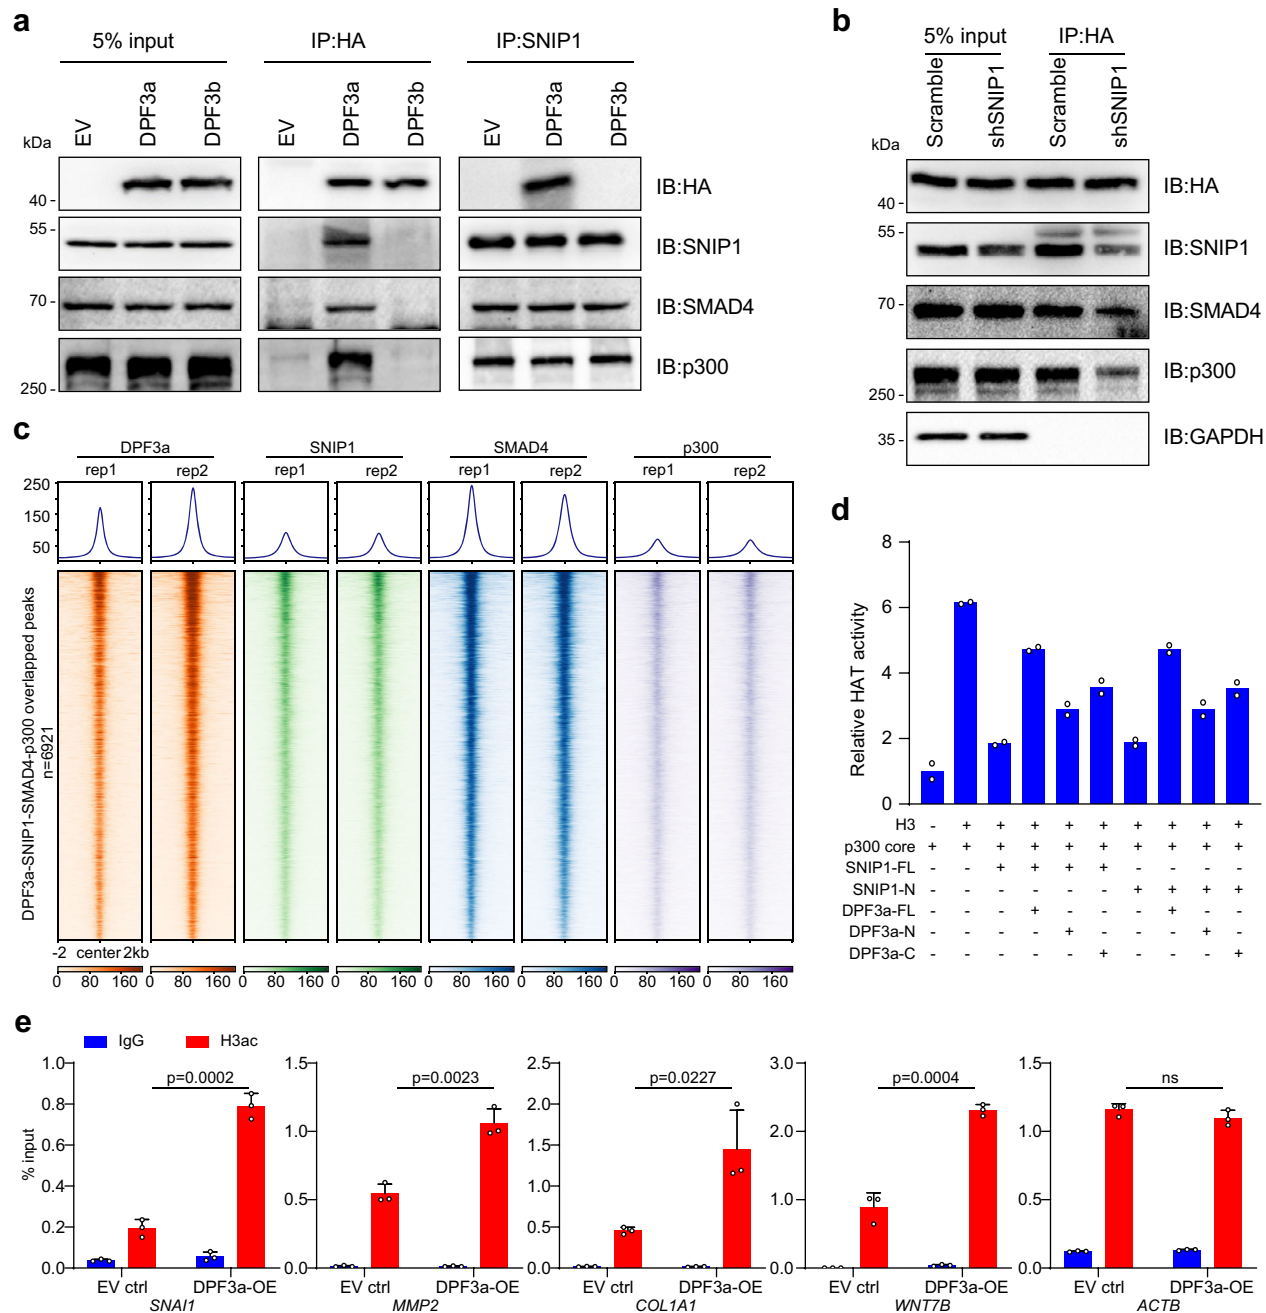 a
5% input IP:HA IP:SNIP1
EV DPF3a DPF3b EV DPF3a DPF3b EV DPF3a DPF3b
kDa
40 - IB:HA
55 - IB:SNIP1
70 - IB:SMAD4
250 - IB:p300
b
5% input IP:HA
Scramble shSNIP1 Scramble shSNIP1
kDa
40 - IB:HA
55 - IB:SNIP1
70 - IB:SMAD4
250 - IB:p300
35 - IB:GAPDH
c
DPF3a SNIP1 SMAD4 p300
rep1 rep2 rep1 rep2 rep1 rep2 rep1 rep2
250
150
50
DPF3a-SNIP1-SMAD4-p300 overlapped peaks
n=6921
-2 center 2kb
0 80 160 0 80 160 0 80 160 0 80 160 0 80 160 0 80 160 0 80 160 0 80 160
d
Relative HAT activity
8
6
4
2
0
H3 - + + + + + + + + +
p300 core + + + + + + + + + +
SNIP1-FL - - + + + + - - - -
SNIP1-N - - - - - - + + + +
DPF3a-FL - - - + - - - + - -
DPF3a-N - - - - + - - - + -
DPF3a-C - - - - - + - - - +
e
IgG H3ac
% input
1.0
0.8
0.6
0.4
0.2
0.0
p=0.0002
EV ctrl DPF3a-OE
SNAI1
1.5
1.0
0.5
0.0
p=0.0023
EV ctrl DPF3a-OE
MMP2
2.5
2.0
1.5
1.0
0.5
0.0
p=0.0227
EV ctrl DPF3a-OE
COL1A1
3.0
2.0
1.0
0.0
p=0.0004
EV ctrl DPF3a-OE
WNT7B
1.5
1.0
0.5
0.0
ns
EV ctrl DPF3a-OE
ACTB